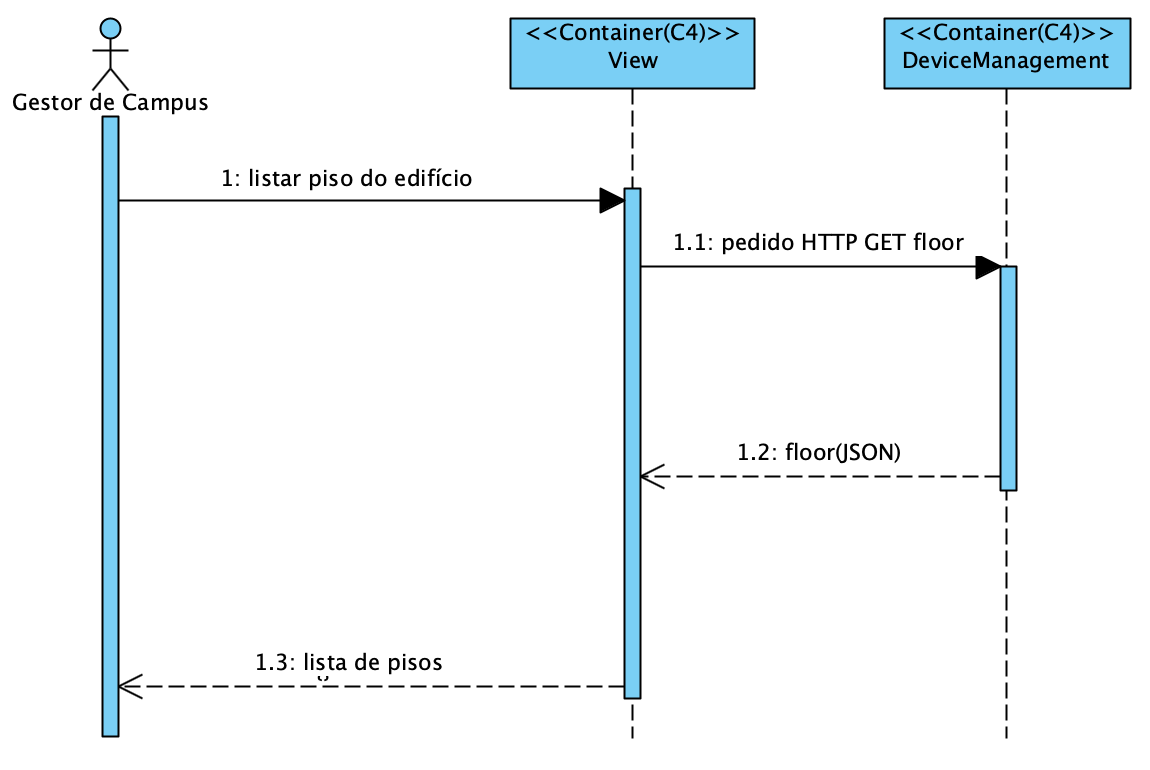 <<Container(C4)>>
View
<<Container(C4)>>
DeviceManagement
Gestor de Campus
1: listar piso do edifício
1.1: pedido HTTP GET floor
1.2: floor(JSON)
1.3: lista de pisos